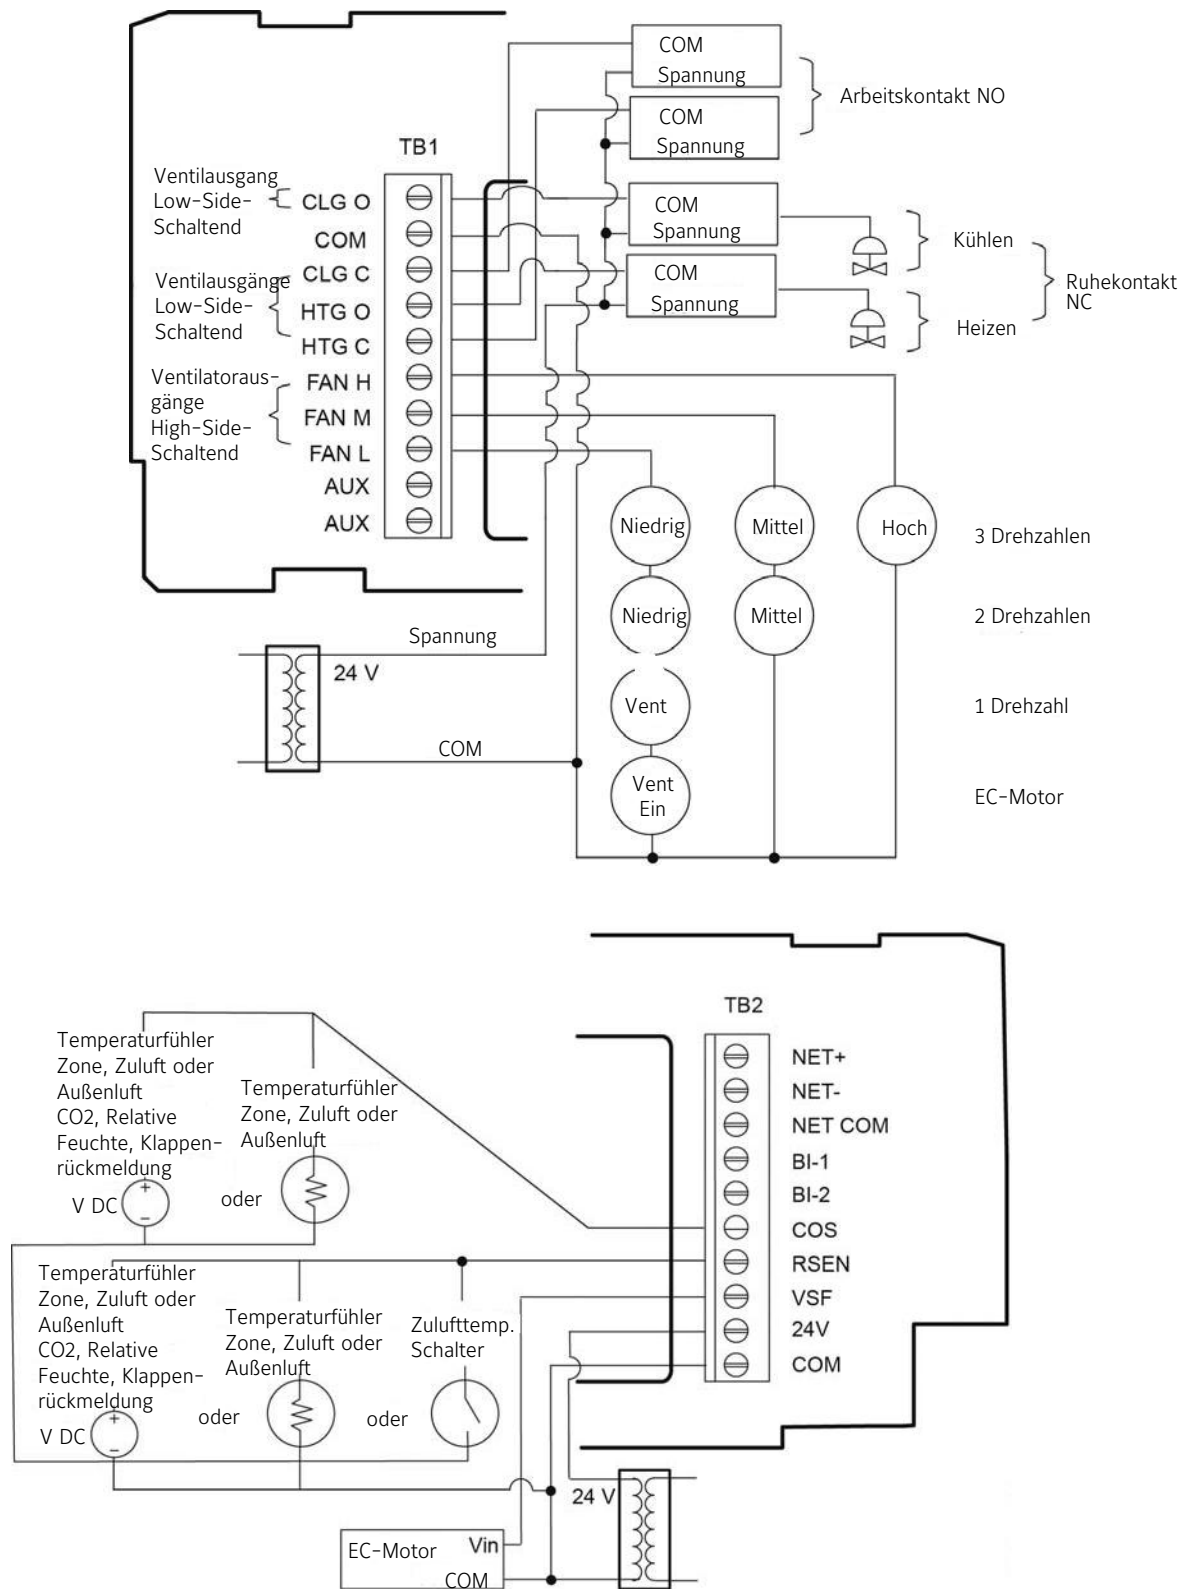 COM
Spannung
Arbeitskontakt NO
COM
Spannung
TB1
Ventilausgang
Low-Side-
Schaltend
CLG O
COM
Spannung
Kühlen
COM
CLG C
COM
Spannung
Ruhekontakt
NC
Heizen
Ventilausgänge
Low-Side-
Schaltend
HTG O
HTG C
Ventilatoraus-
gänge
High-Side-
Schaltend
FAN H
FAN M
FAN L
AUX
AUX
Niedrig
Mittel
Hoch
3 Drehzahlen
Niedrig
Mittel
2 Drehzahlen
Spannung
24 V
Vent
1 Drehzahl
COM
Vent
Ein
EC-Motor
TB2
NET+
NET-
NET COM
BI-1
BI-2
COS
RSEN
VSF
24V
COM
Temperaturfühler
Zone, Zuluft oder
Außenluft
CO2, Relative
Feuchte, Klappen-
rückmeldung
V DC
+
-
oder
Temperaturfühler
Zone, Zuluft oder
Außenluft
Temperaturfühler
Zone, Zuluft oder
Außenluft
CO2, Relative
Feuchte, Klappen-
rückmeldung
V DC
+
-
oder
Temperaturfühler
Zone, Zuluft oder
Außenluft
oder
Zulufttemp.
Schalter
24 V
EC-Motor
Vin
COM